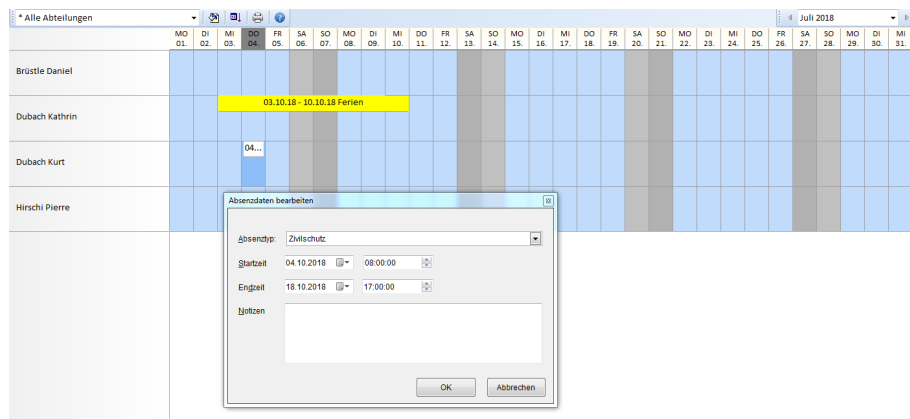 * Alle Abteilungen
Juli 2018
MO DI MI DO FR SA SO MO DI MI DO FR SA SO MO DI MI DO FR SA SO MO DI MI DO FR SA SO MO DI MI
01. 02. 03. 04. 05. 06. 07. 08. 09. 10. 11. 12. 13. 14. 15. 16. 17. 18. 19. 20. 21. 22. 23. 24. 25. 26. 27. 28. 29. 30. 31.
Brüstle Daniel
03.10.18 - 10.10.18 Ferien
Dubach Kathrin
04...
Dubach Kurt
Hirschi Pierre
Absenzdaten bearbeiten
Absenztyp: Zivilschutz
Startzeit 04.10.2018 08:00:00
Endzeit 18.10.2018 17:00:00
Notizen
OK Abbrechen